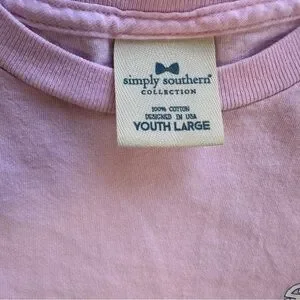 simply southern®
COLLECTION
100% COTTON
DESIGNED IN USA
YOUTH LARGE